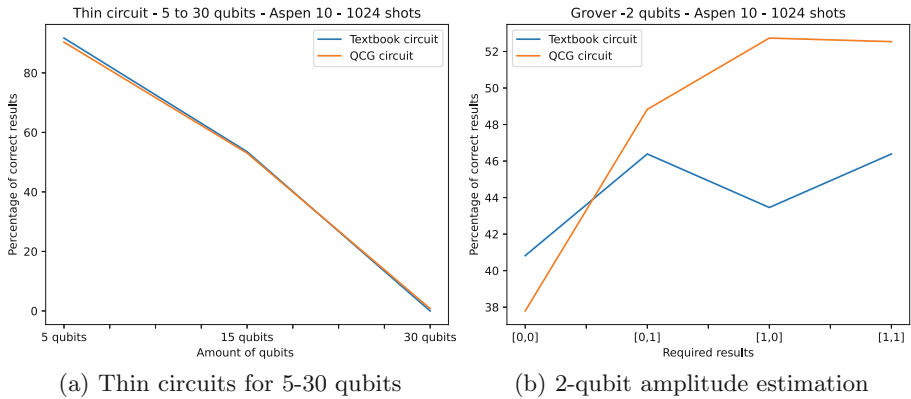 Thin circuit - 5 to 30 qubits - Aspen 10 - 1024 shots
Percentage of correct results
80
60
40
20
0
Textbook circuit
QCG circuit
5 qubits
15 qubits
30 qubits
Amount of qubits
(a) Thin circuits for 5-30 qubits
Grover -2 qubits - Aspen 10 - 1024 shots
Percentage of correct results
52
50
48
46
44
42
40
38
Textbook circuit
QCG circuit
[0,0]
[0,1]
[1,0]
[1,1]
Required results
(b) 2-qubit amplitude estimation